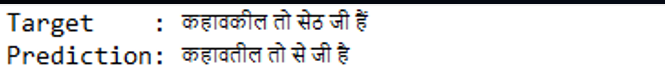 Target : कहावकील तो सेठ जी हैं
Prediction: कहावतील तो से जी है